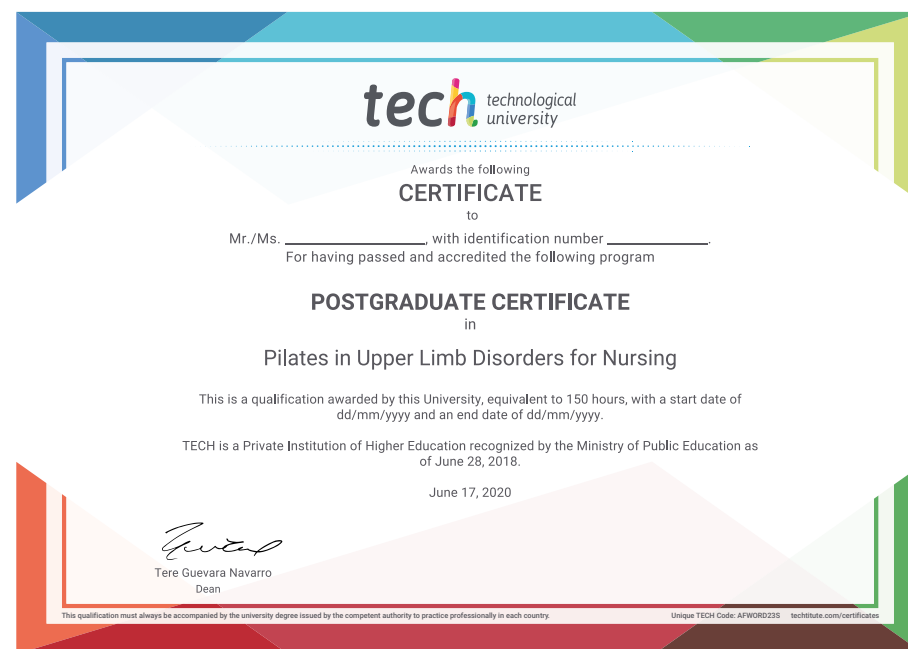 tech technological
university
Awards the following
CERTIFICATE
to
Mr./Ms. ________________, with identification number ____________.
For having passed and accredited the following program
POSTGRADUATE CERTIFICATE
in
Pilates in Upper Limb Disorders for Nursing
This is a qualification awarded by this University, equivalent to 150 hours, with a start date of
dd/mm/yyyy and an end date of dd/mm/yyyy.
TECH is a Private Institution of Higher Education recognized by the Ministry of Public Education as
of June 28, 2018.
June 17, 2020
Tere Guevara Navarro
Dean
This qualification must always be accompanied by the university degree issued by the competent authority to practice professionally in each country. Unique TECH Code: AFWORD23S techtitute.com/certificates